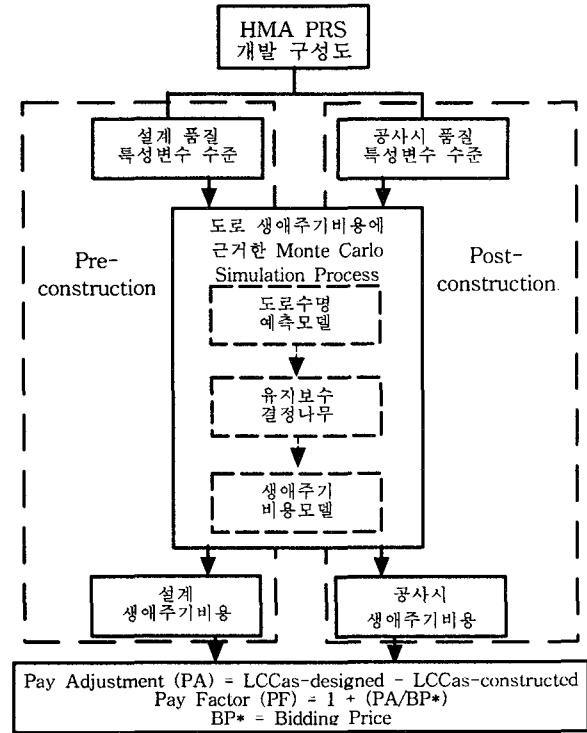 HMA PRS
개발 구성도
설계 품질
특성변수 수준
공사시 품질
특성변수 수준
Pre-
construction
도로 생애주기비용에
근거한 Monte Carlo
Simulation Process
도로수명
예측모델
유지보수
결정나무
생애주기
비용모델
Post-
construction
설계
생애주기비용
공사시
생애주기비용
Pay Adjustment (PA) = LCCas-designed - LCCas-constructed
Pay Factor (PF) = 1 + (PA/BP*)
BP* = Bidding Price